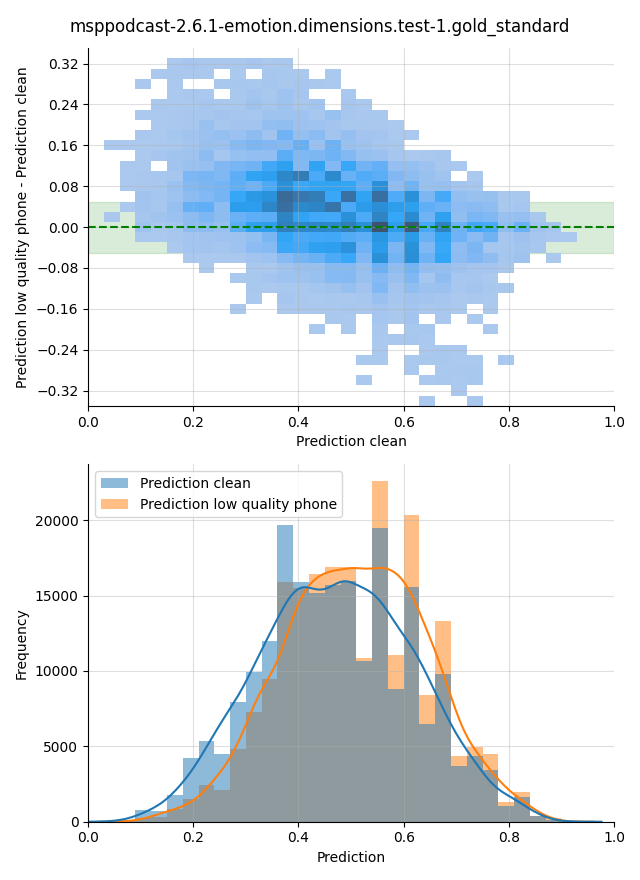 msppodcast-2.6.1-emotion.dimensions.test-1.gold_standard
Prediction low quality phone - Prediction clean
0.32
0.24
0.16
0.08
0.00
−0.08
−0.16
−0.24
−0.32
0.0 0.2 0.4 0.6 0.8 1.0
Prediction clean
Prediction clean
Prediction low quality phone
Frequency
20000
15000
10000
5000
0
0.0 0.2 0.4 0.6 0.8 1.0
Prediction